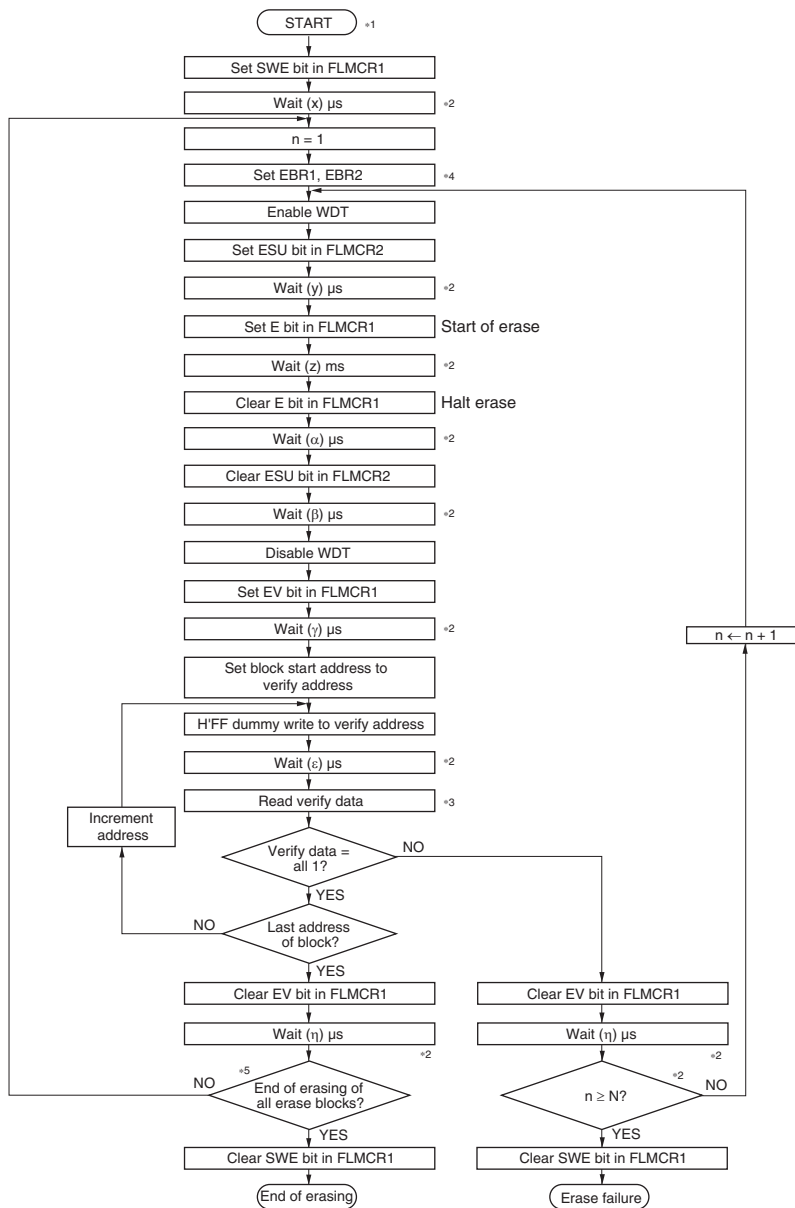 START *1
Set SWE bit in FLMCR1
Wait (x) µs *2
n = 1
Set EBR1, EBR2 *4
Enable WDT
Set ESU bit in FLMCR2
Wait (y) µs *2
Set E bit in FLMCR1 Start of erase
Wait (z) ms *2
Clear E bit in FLMCR1 Halt erase
Wait (α) µs *2
Clear ESU bit in FLMCR2
Wait (β) µs *2
Disable WDT
Set EV bit in FLMCR1
Wait (γ) µs *2
n ← n + 1
Set block start address to
verify address
H'FF dummy write to verify address
Wait (ε) µs *2
Read verify data *3
Increment
address
Verify data =
all 1?
NO
YES
NO
Last address
of block?
YES
Clear EV bit in FLMCR1
Clear EV bit in FLMCR1
Wait (η) µs
*2
Wait (η) µs
*2
NO
*5
End of erasing of
all erase blocks?
YES
*2
n ≥ N?
NO
YES
Clear SWE bit in FLMCR1
Clear SWE bit in FLMCR1
End of erasing
Erase failure